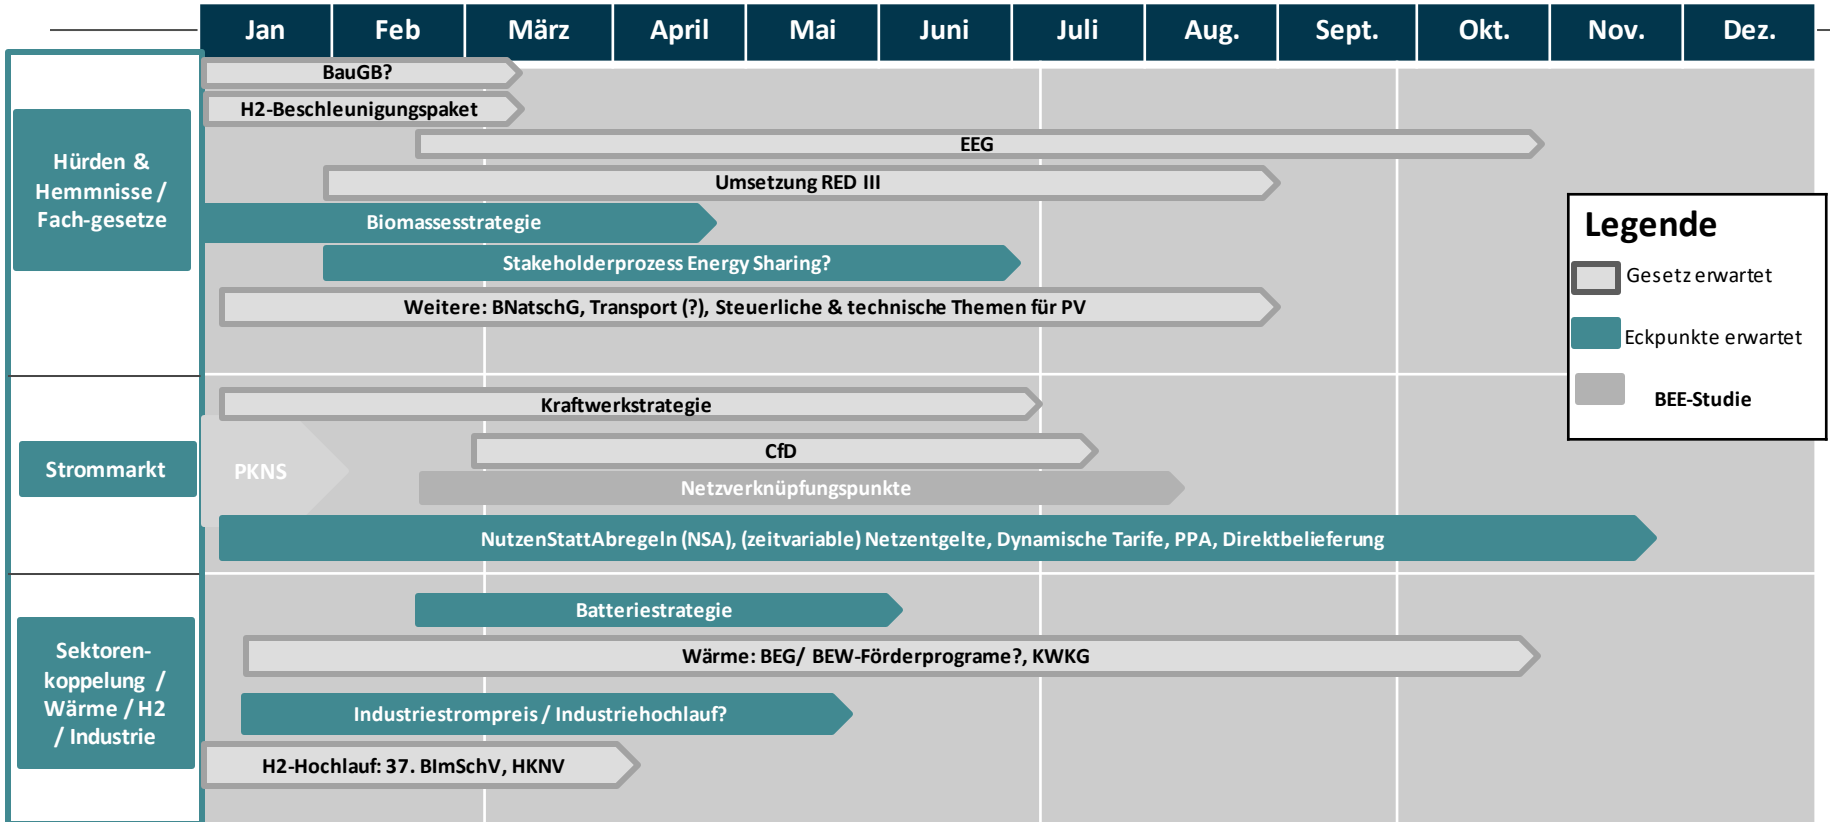 Jan Feb März April Mai Juni Juli Aug. Sept. Okt. Nov. Dez.
Hürden &
Hemmnisse /
Fach-gesetze
BauGB?
H2-Beschleunigungspaket
EEG
Umsetzung RED III
Biomassestrategie
Stakeholderprozess Energy Sharing?
Weitere: BNatschG, Transport (?), Steuerliche & technische Themen für PV
Legende
Gesetz erwartet
Eckpunkte erwartet
BEE-Studie
Strommarkt
Kraftwerkstrategie
CfD
PKNS
Netzverknüpfungspunkte
NutzenStattAbregeln (NSA), (zeitvariable) Netzentgelte, Dynamische Tarife, PPA, Direktbelieferung
Sektoren-
koppelung /
Wärme / H2
/ Industrie
Batteriestrategie
Wärme: BEG/ BEW-Förderprograme?, KWKG
Industriestrompreis / Industriehochlauf?
H2-Hochlauf: 37. BImSchV, HKNV